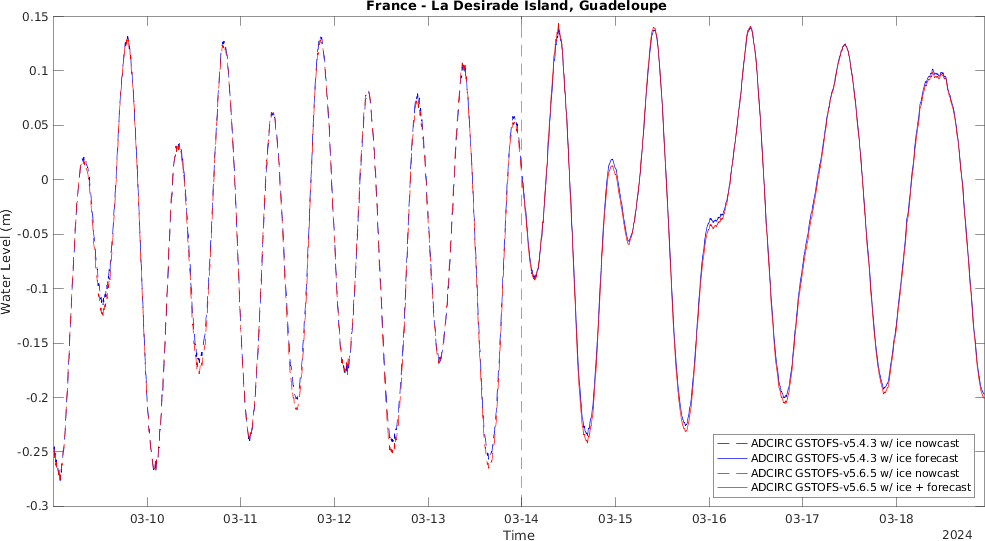 France - La Desirade Island, Guadeloupe
0.15
0.1
0.05
0
-0.05
-0.1
-0.15
-0.2
-0.25
-0.3
Water Level (m)
03-10 03-11 03-12 03-13 03-14 03-15 03-16 03-17 03-18
Time
2024
ADCIRC GSTOFS-v5.4.3 w/ ice nowcast
ADCIRC GSTOFS-v5.4.3 w/ ice forecast
ADCIRC GSTOFS-v5.6.5 w/ ice nowcast
ADCIRC GSTOFS-v5.6.5 w/ ice + forecast